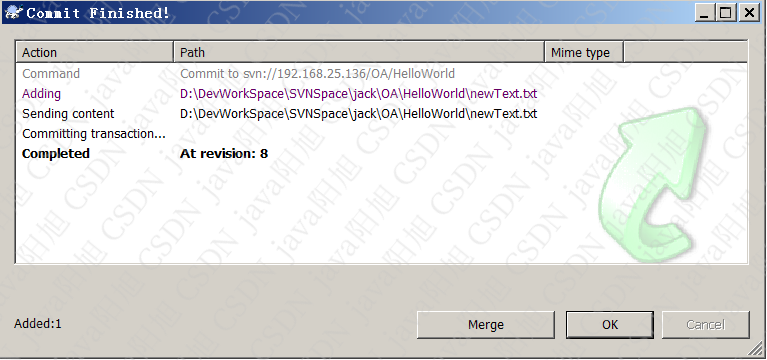 Commit Finished!
Action Path Mime type
Command Commit to svn://192.168.25.136/OA/HelloWorld
Adding D:\DevWorkSpace\SVNSpace\jack\OA\HelloWorld\newText.txt
Sending content D:\DevWorkSpace\SVNSpace\jack\OA\HelloWorld\newText.txt
Committing transaction...
Completed At revision: 8
Added:1 Merge OK Cancel
CSDN java阳旭